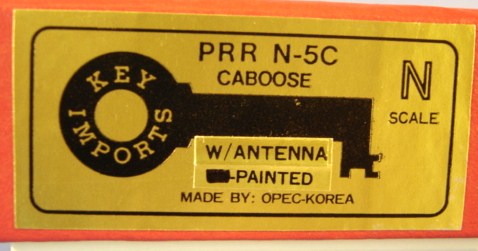 PRR N-5C
CABOOSE
KEY
IMPORTS
N
SCALE
W/ANTENNA
-PAINTED
MADE BY: OPEC-KOREA